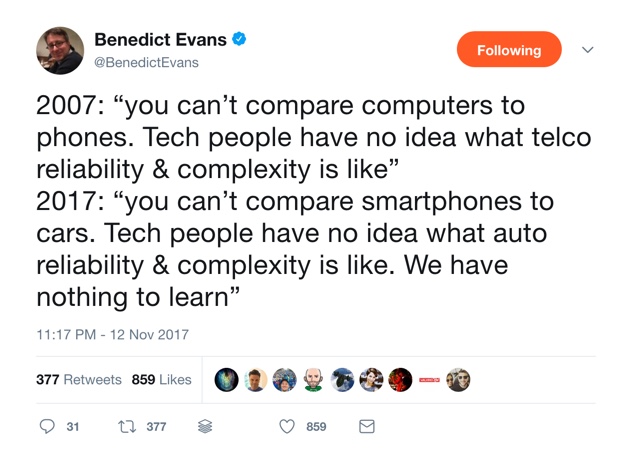 Benedict Evans
@BenedictEvans
Following
2007: “you can’t compare computers to
phones. Tech people have no idea what telco
reliability & complexity is like”
2017: “you can’t compare smartphones to
cars. Tech people have no idea what auto
reliability & complexity is like. We have
nothing to learn”
11:17 PM - 12 Nov 2017
377 Retweets 859 Likes
31 377 859